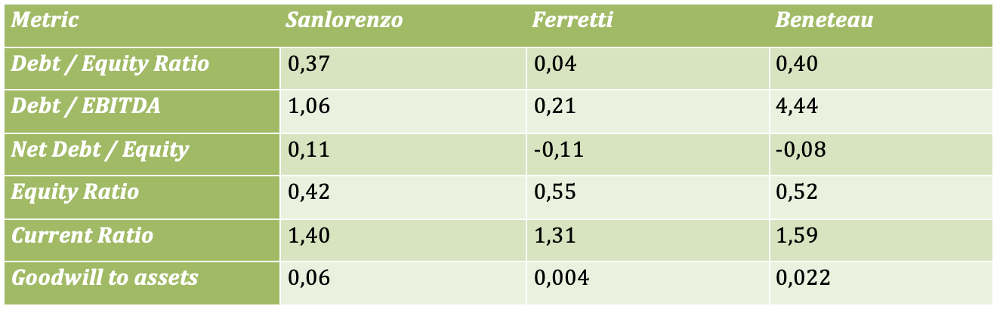 Metric Sanlorenzo Ferretti Beneteau
Debt / Equity Ratio 0,37 0,04 0,40
Debt / EBITDA 1,06 0,21 4,44
Net Debt / Equity 0,11 -0,11 -0,08
Equity Ratio 0,42 0,55 0,52
Current Ratio 1,40 1,31 1,59
Goodwill to assets 0,06 0,004 0,022